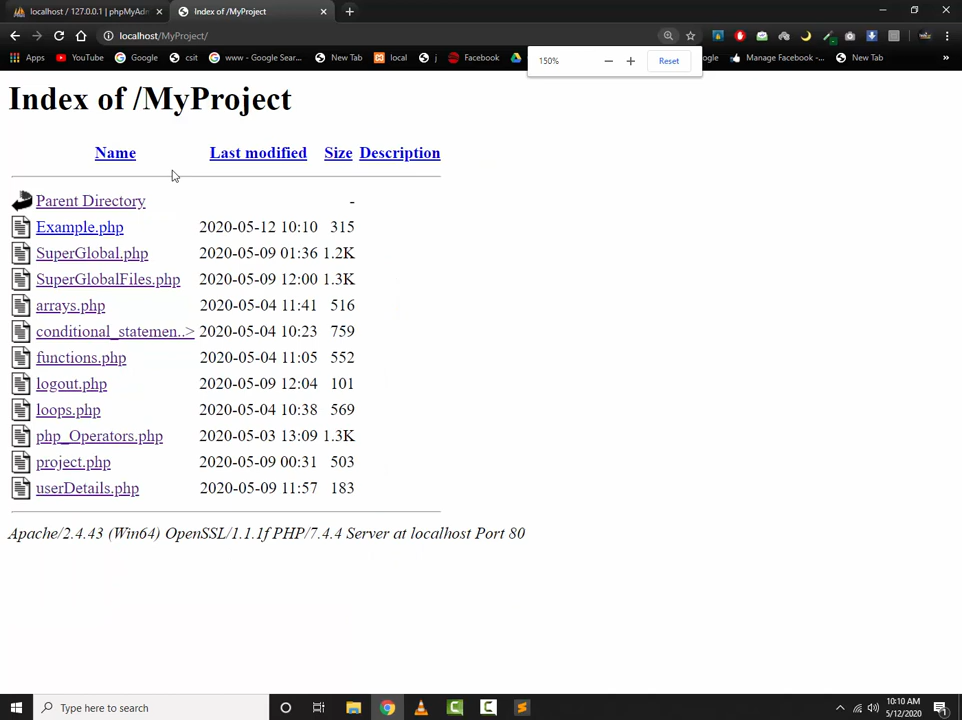 localhost / 127.0.0.1 | phpMyAdm
Index of /MyProject
localhost/MyProject/
Apps
YouTube
Google
csit
www - Google Sear...
New Tab
local
j
Facebook
ogle
Manage Facebook -...
New Tab
»
150%
Reset
Index of /MyProject
Name Last modified Size Description
Parent Directory -
Example.php 2020-05-12 10:10 315
SuperGlobal.php 2020-05-09 01:36 1.2K
SuperGlobalFiles.php 2020-05-09 12:00 1.3K
arrays.php 2020-05-04 11:41 516
conditional_statemen..> 2020-05-04 10:23 759
functions.php 2020-05-04 11:05 552
logout.php 2020-05-09 12:04 101
loops.php 2020-05-04 10:38 569
php_Operators.php 2020-05-03 13:09 1.3K
project.php 2020-05-09 00:31 503
userDetails.php 2020-05-09 11:57 183
Apache/2.4.43 (Win64) OpenSSL/1.1.1f PHP/7.4.4 Server at localhost Port 80
Type here to search
10:10 AM
5/12/2020